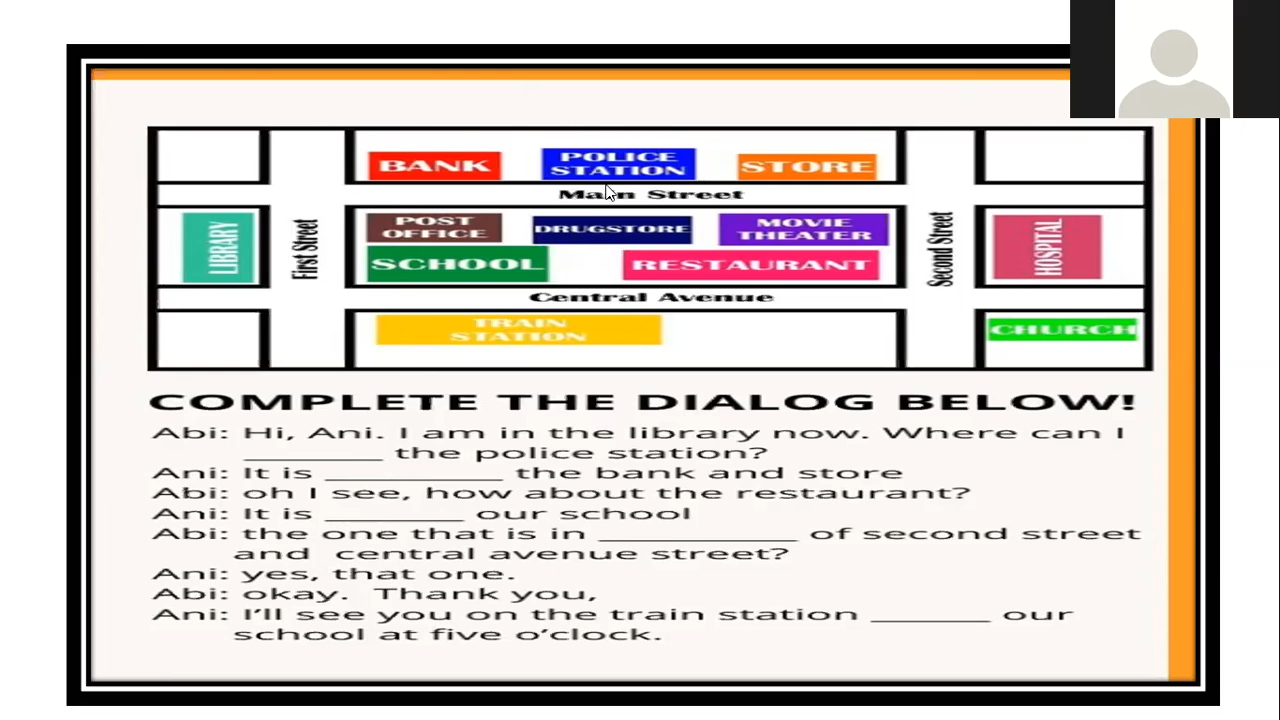 BANK
POLICE
STATION
STORE
Main Street
LIBRARY
First Street
POST
OFFICE
DRUGSTORE
MOVIE
THEATER
SCHOOL
RESTAURANT
Second Street
HOSPITAL
Central Avenue
TRAIN
STATION
CHURCH
COMPLETE THE DIALOG BELOW!
Abi: Hi, Ani. I am in the library now. Where can I
_______ the police station?
Ani: It is _________ the bank and store
Abi: oh I see, how about the restaurant?
Ani: It is _______ our school
Abi: the one that is in __________ of second street
and central avenue street?
Ani: yes, that one.
Abi: okay. Thank you,
Ani: I'll see you on the train station ______ our
school at five o'clock.